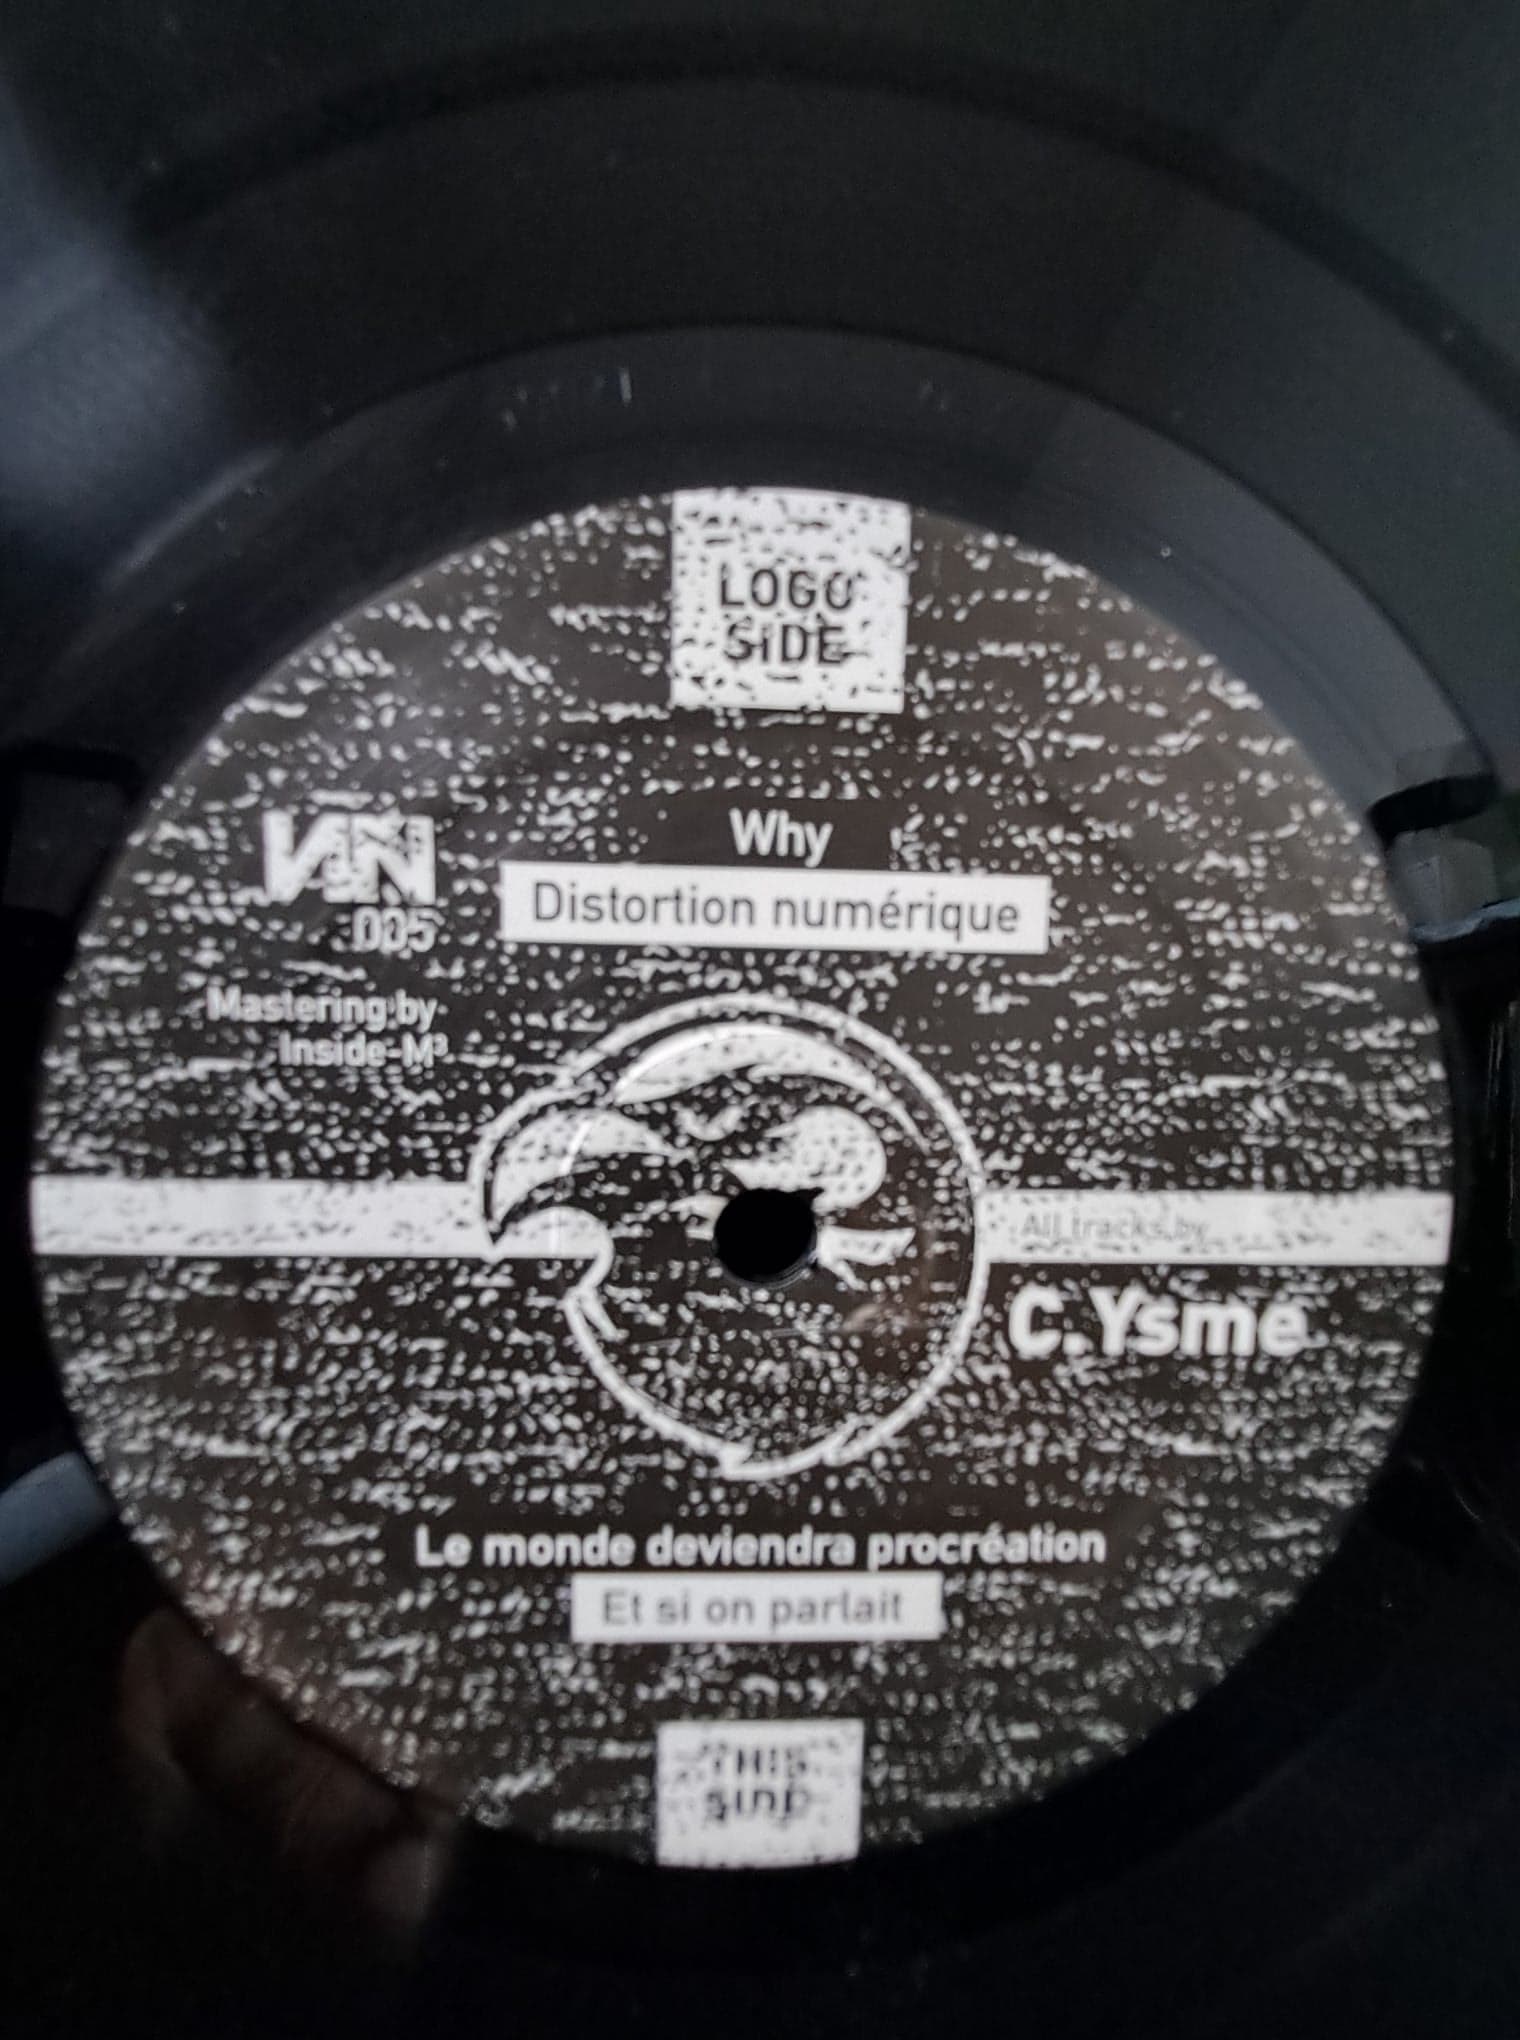 LOGO
SIDE
Why
Distortion numérique
005
Mastering by
Inside-M³
All tracks by
C.Ysme
Le monde deviendra procréation
Et si on parlait
THIS